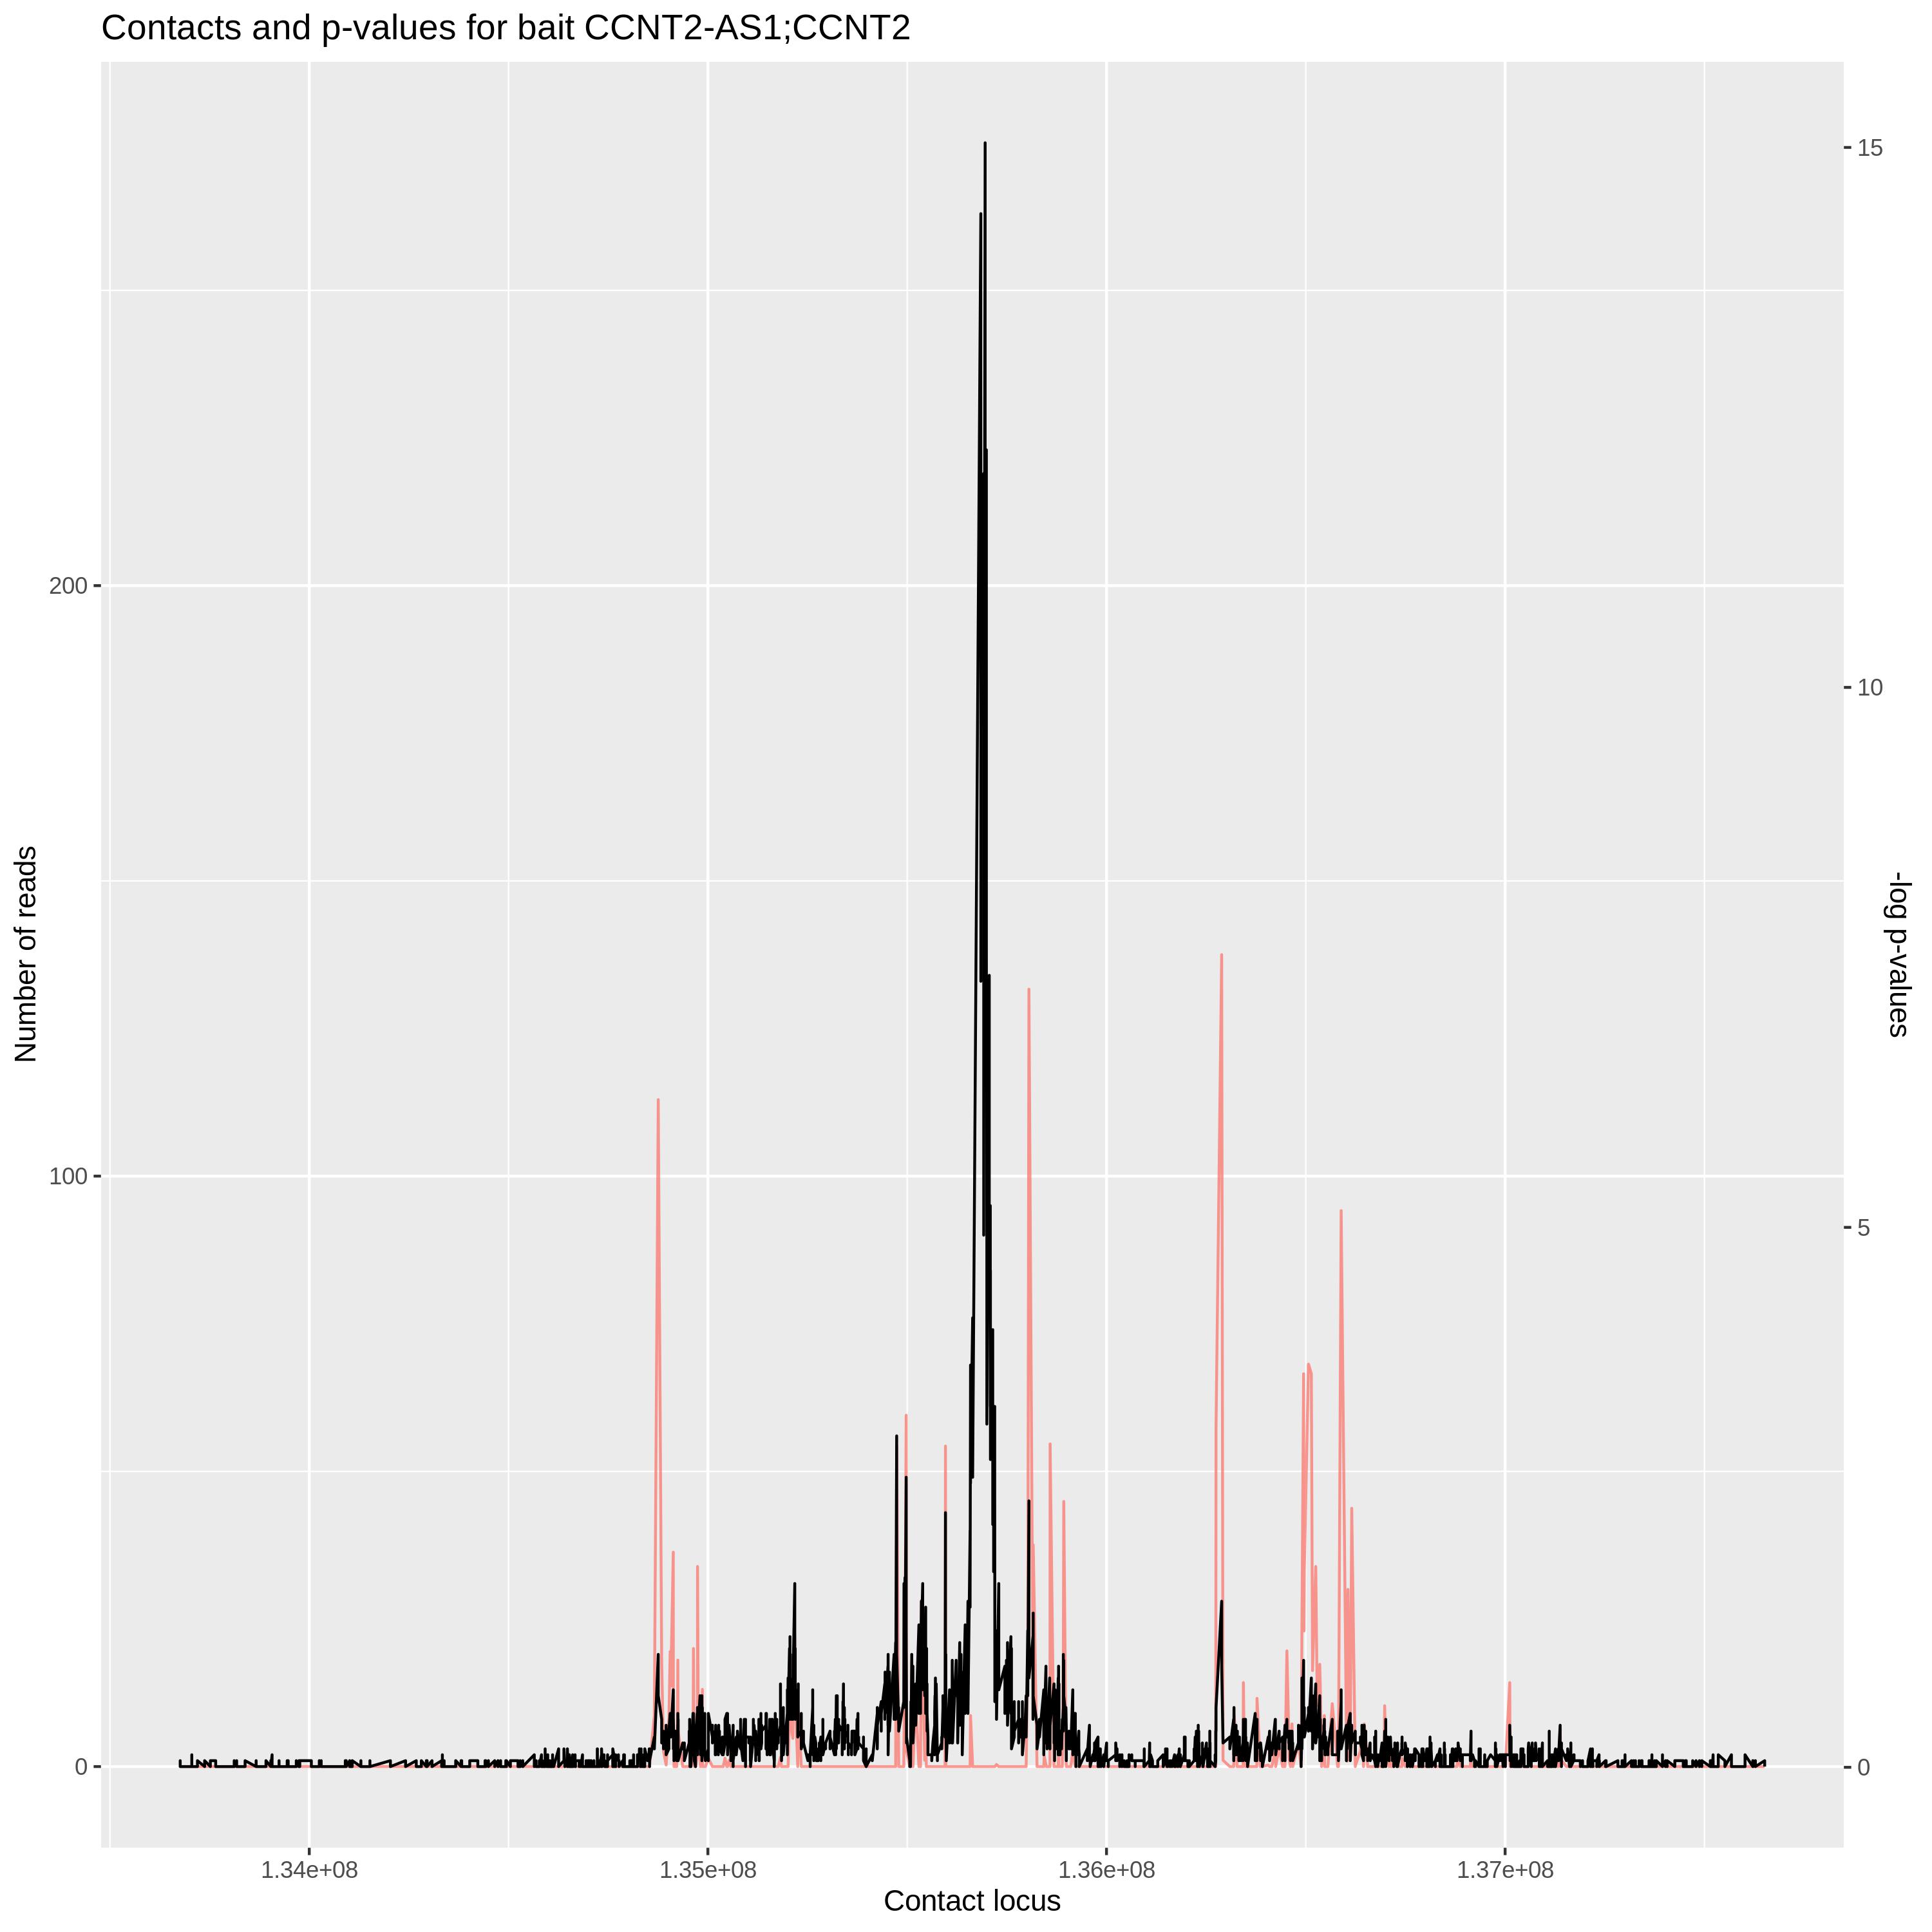 Contacts and p-values for bait CCNT2-AS1;CCNT2
Number of reads
200
100
0
15
10
5
0
-log p-values
1.34e+08
1.35e+08
1.36e+08
1.37e+08
Contact locus